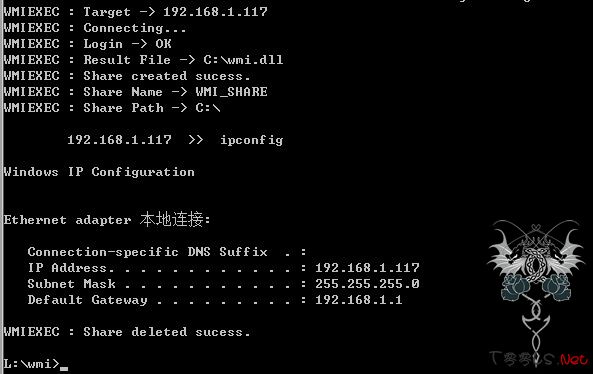 WMIEXEC : Target -> 192.168.1.117
WMIEXEC : Connecting...
WMIEXEC : Login -> OK
WMIEXEC : Result File -> C:\wmi.dll
WMIEXEC : Share created sucess.
WMIEXEC : Share Name -> WMI_SHARE
WMIEXEC : Share Path -> C:\
192.168.1.117 >> ipconfig
Windows IP Configuration
Ethernet adapter 本地连接:
Connection-specific DNS Suffix . :
IP Address. . . . . . . . . . . . : 192.168.1.117
Subnet Mask . . . . . . . . . . . : 255.255.255.0
Default Gateway . . . . . . . . . : 192.168.1.1
WMIEXEC : Share deleted sucess.
L:\wmi>_
T00LS.Net